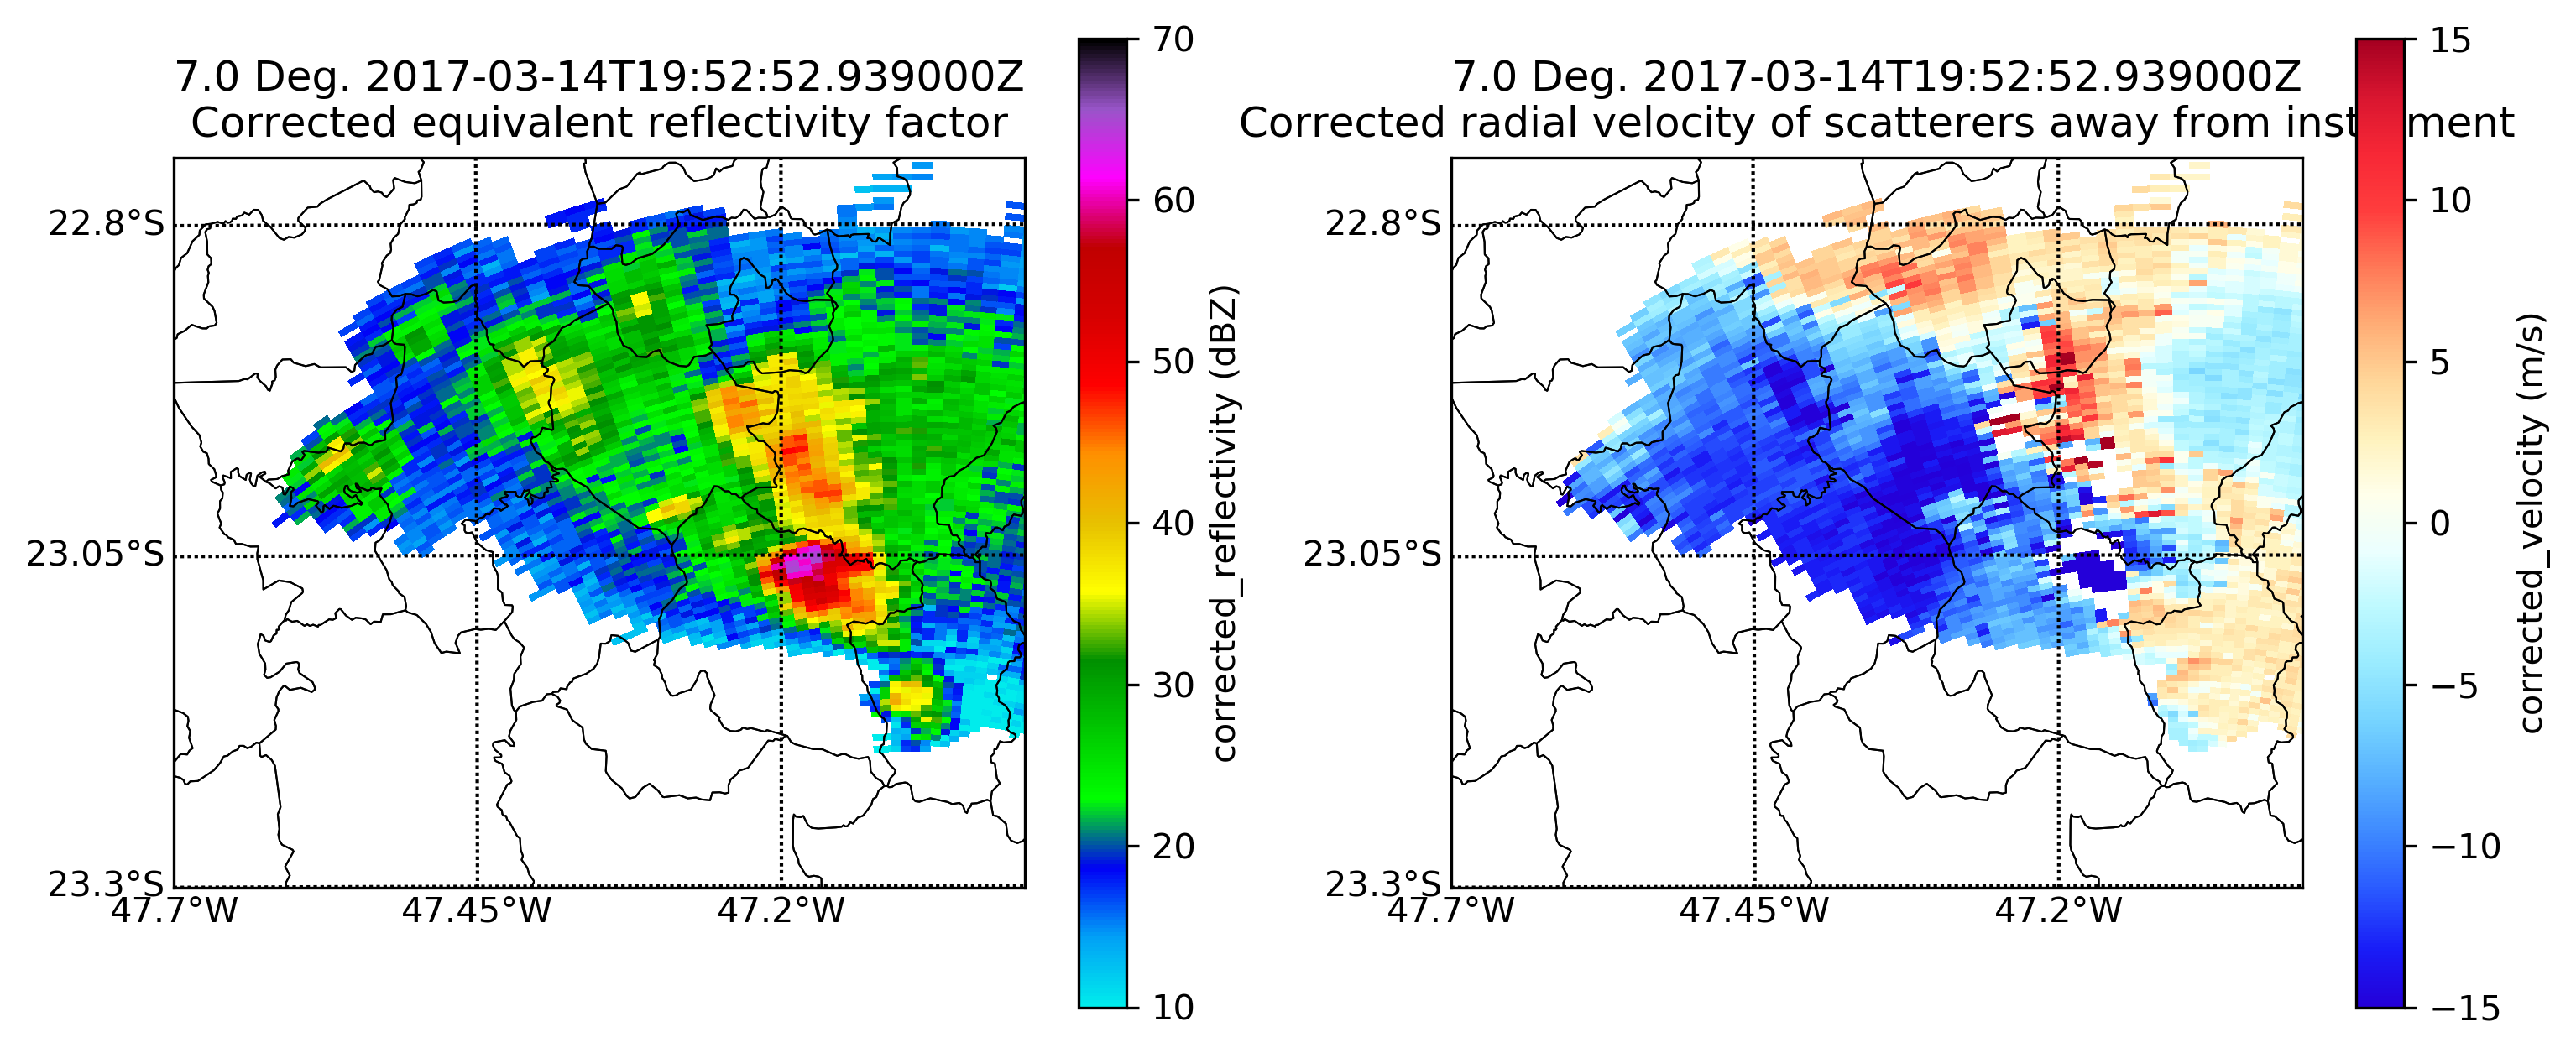 7.0 Deg. 2017-03-14T19:52:52.939000Z
Corrected equivalent reflectivity factor
22.8°S
23.05°S
23.3°S
47.7°W
47.45°W
47.2°W
70
60
50
40
30
20
10
corrected_reflectivity (dBZ)
7.0 Deg. 2017-03-14T19:52:52.939000Z
Corrected radial velocity of scatterers away from inst ment
22.8°S
23.05°S
23.3°S
47.7°W
47.45°W
47.2°W
15
10
5
0
−5
−10
−15
corrected_velocity (m/s)